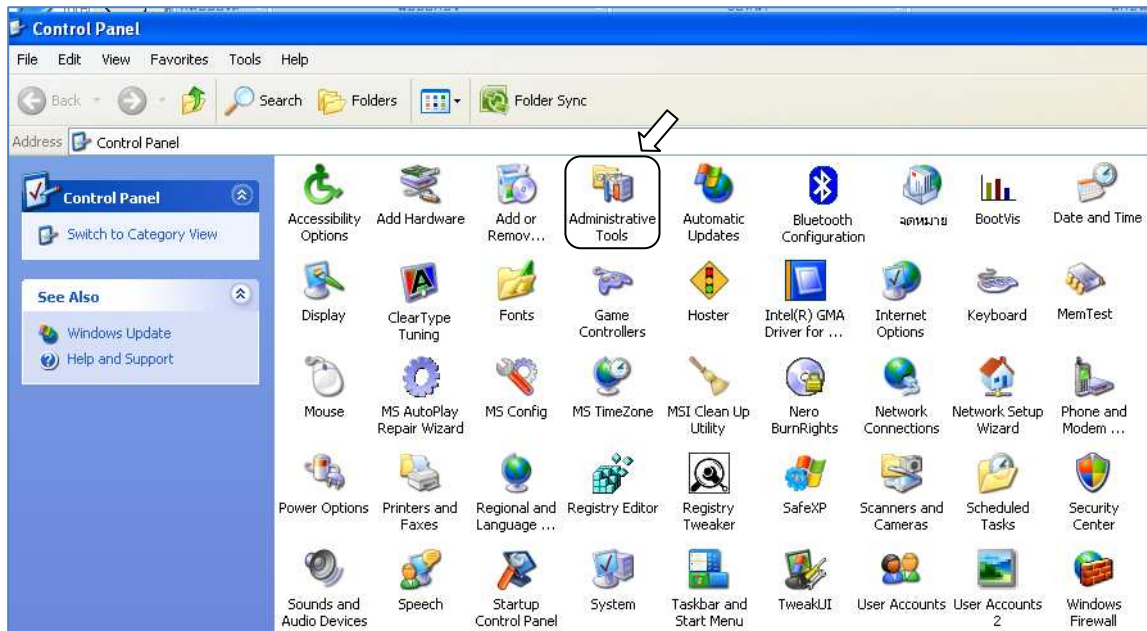 Control Panel
File Edit View Favorites Tools Help
Back Search Folders Folder Sync
Address Control Panel
Control Panel
Switch to Category View
See Also
Windows Update
Help and Support
Accessibility Options
Add Hardware
Add or Remov...
Administrative Tools
Automatic Updates
Bluetooth Configuration
จดหมาย
BootVis
Date and Time
Display
ClearType Tuning
Fonts
Game Controllers
Hoster
Intel(R) GMA Driver for ...
Internet Options
Keyboard
MemTest
Mouse
MS AutoPlay Repair Wizard
MS Config
MS TimeZone
MSI Clean Up Utility
Nero BurnRights
Network Connections
Network Setup Wizard
Phone and Modem ...
Power Options
Printers and Faxes
Regional and Language ...
Registry Editor
Registry Tweaker
SafeXP
Scanners and Cameras
Scheduled Tasks
Security Center
Sounds and Audio Devices
Speech
Startup Control Panel
System
Taskbar and Start Menu
TweakUI
User Accounts
User Accounts 2
Windows Firewall